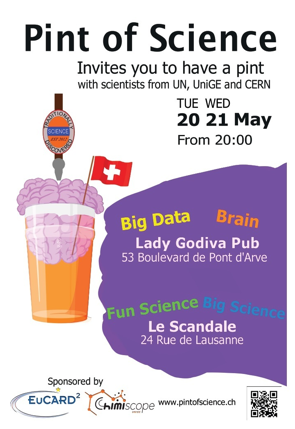 Pint of Science
Invites you to have a pint
with scientists from UN, UniGE and CERN
TUE WED
20 21 May
From 20:00
TRADITIONALLY
SCIENCE
DISCOVERED
Big Data Brain
Lady Godiva Pub
53 Boulevard de Pont d'Arve
Fun Science Big Science
Le Scandale
24 Rue de Lausanne
Sponsored by
EuCARD²
Chimiscope
www.pintofscience.ch